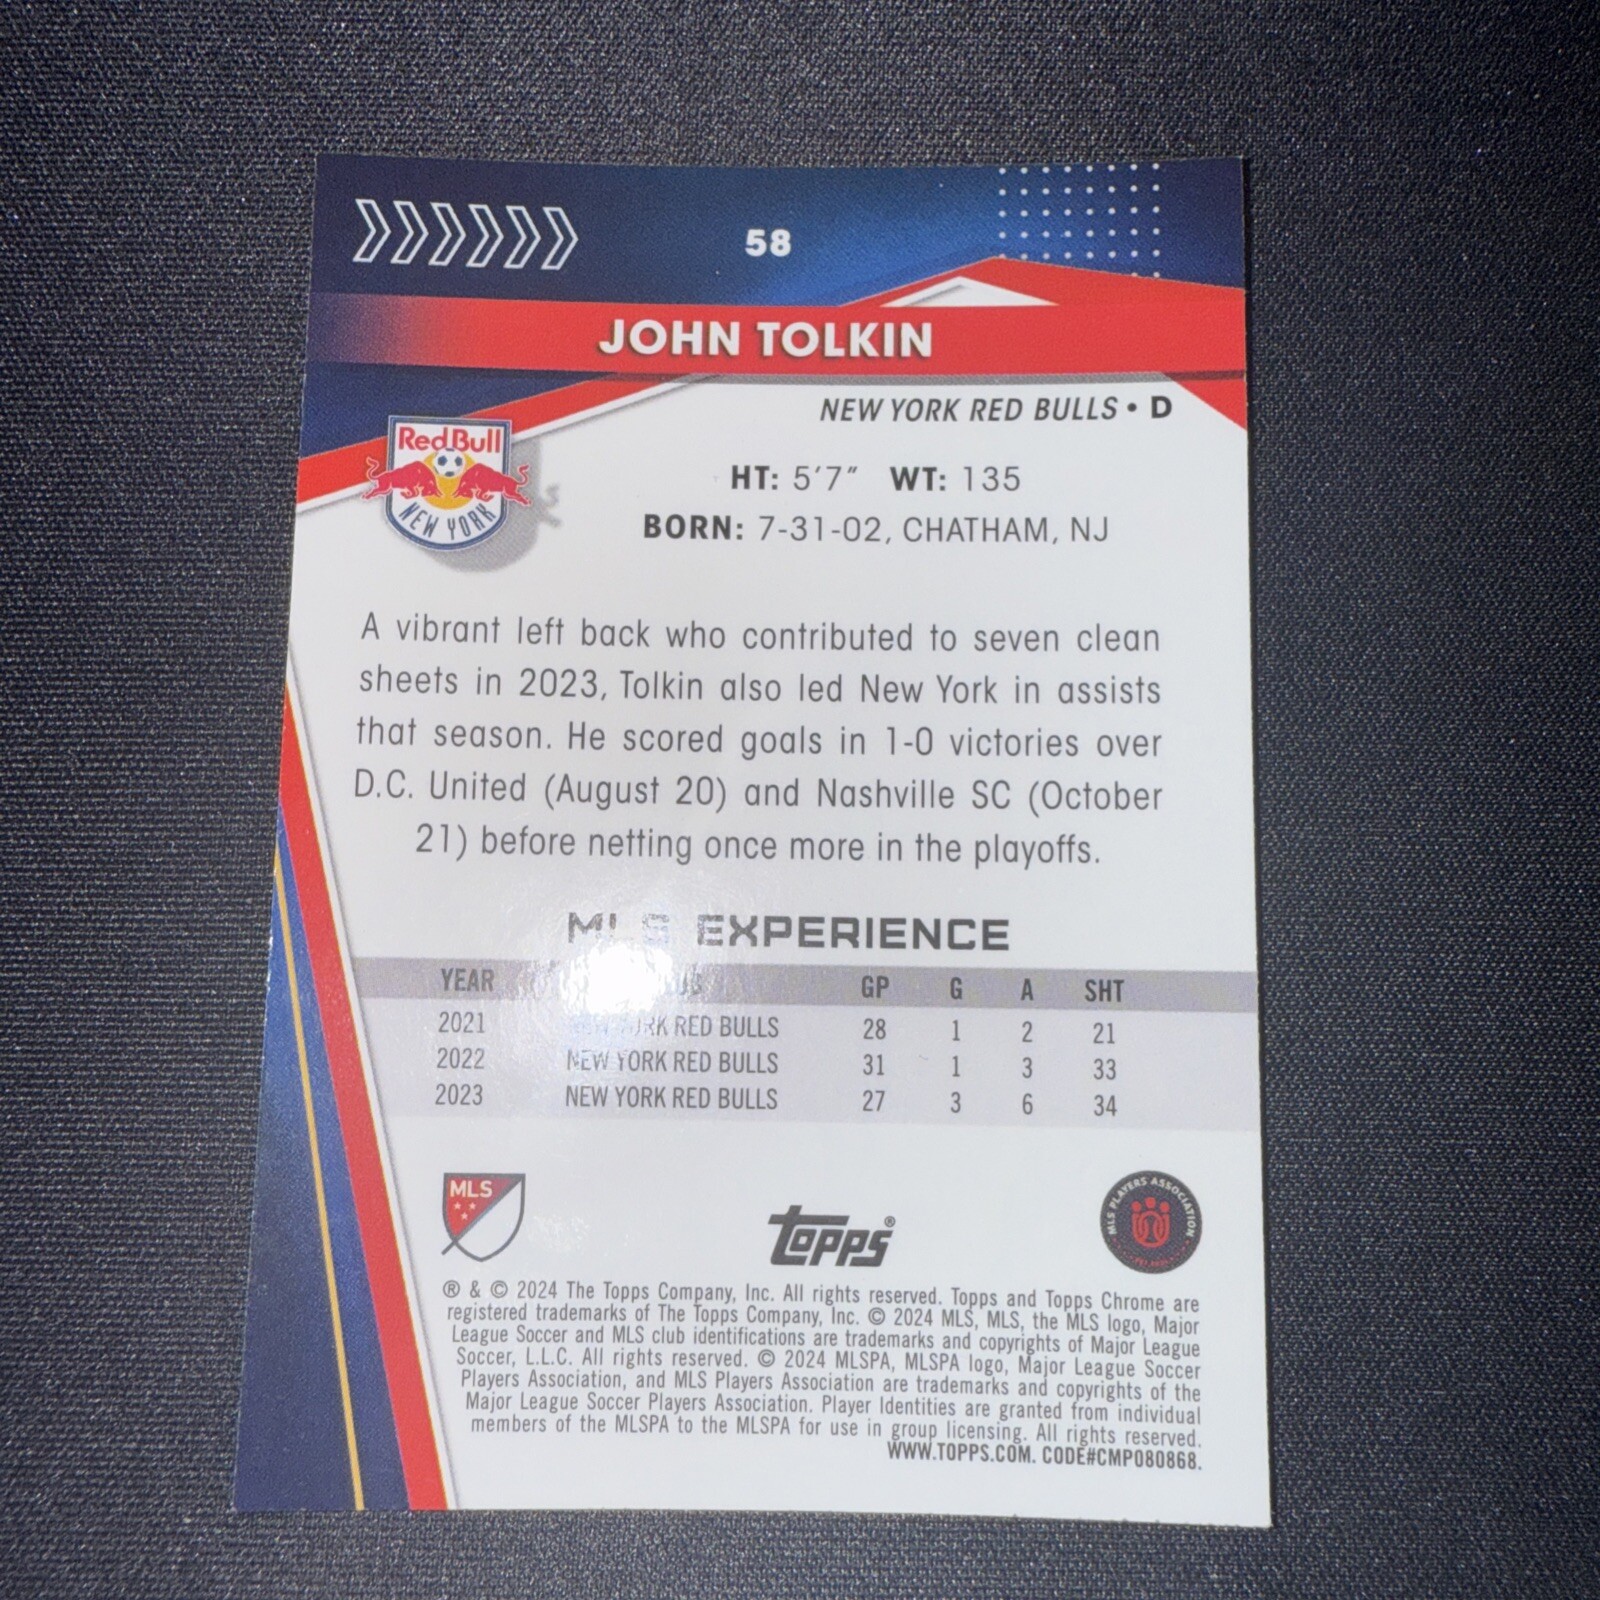 58
JOHN TOLKIN
NEW YORK RED BULLS • D
Red Bull
NEW YORK
HT: 5'7" WT: 135
BORN: 7-31-02, CHATHAM, NJ
A vibrant left back who contributed to seven clean
sheets in 2023, Tolkin also led New York in assists
that season. He scored goals in 1-0 victories over
D.C. United (August 20) and Nashville SC (October
21) before netting once more in the playoffs.
MLS EXPERIENCE
YEAR GP G A SHT
2021 NEW YORK RED BULLS 28 1 2 21
2022 NEW YORK RED BULLS 31 1 3 33
2023 NEW YORK RED BULLS 27 3 6 34
MLS
topps®
MLS PLAYERS ASSOCIATION
® & © 2024 The Topps Company, Inc. All rights reserved. Topps and Topps Chrome are
registered trademarks of The Topps Company, Inc. © 2024 MLS, MLS, the MLS logo, Major
League Soccer and MLS club identifications are trademarks and copyrights of Major League
Soccer, L.L.C. All rights reserved. © 2024 MLSPA, MLSPA logo, Major League Soccer
Players Association, and MLS Players Association are trademarks and copyrights of the
Major League Soccer Players Association. Player Identities are granted from individual
members of the MLSPA to the MLSPA for use in group licensing. All rights reserved.
WWW.TOPPS.COM. CODE#CMP080868.